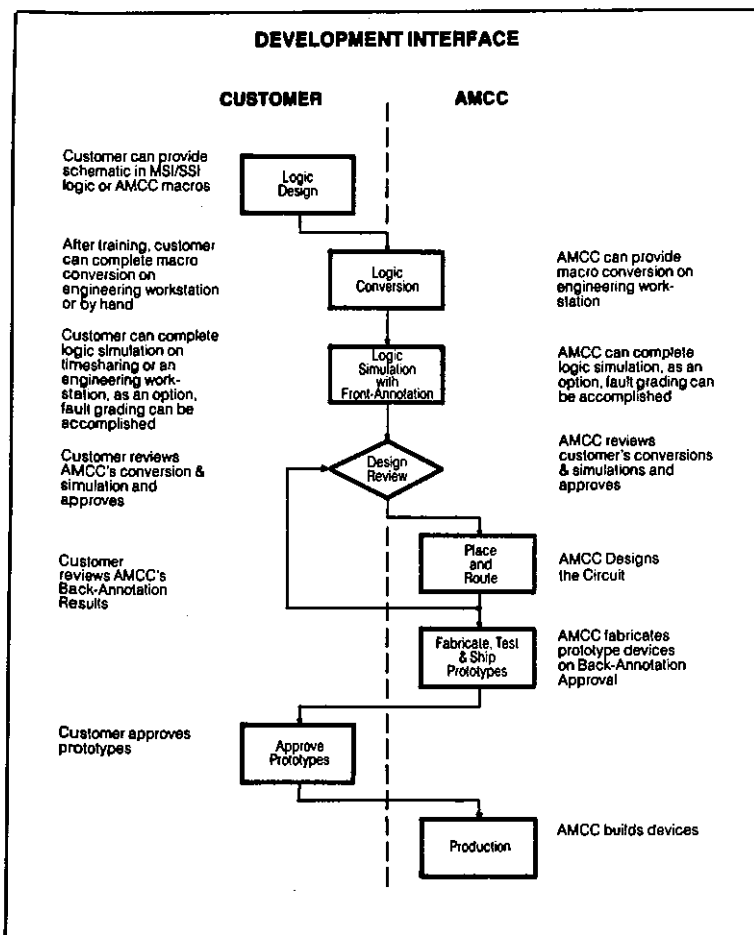 DEVELOPMENT INTERFACE
CUSTOMER
AMCC
Customer can provide
schematic in MSI/SSI
logic or AMCC macros
Logic
Design
After training, customer
can complete macro
conversion on
engineering workstation
or by hand
Logic
Conversion
AMCC can provide
macro conversion on
engineering work-
station
Customer can complete
logic simulation on
timesharing or an
engineering work-
station, as an option,
fault grading can be
accomplished
Logic
Simulation
with
Front-Annotation
AMCC can complete
logic simulation, as an
option, fault grading can
be accomplished
Customer reviews
AMCC's conversion &
simulation and
approves
Design
Review
AMCC reviews
customer's conversions
& simulations and
approves
Customer
reviews AMCC's
Back-Annotation
Results
Place
and
Route
AMCC Designs
the Circuit
Fabricate, Test
& Ship
Prototypes
AMCC fabricates
prototype devices
on Back-Annotation
Approval
Customer approves
prototypes
Approve
Prototypes
Production
AMCC builds devices